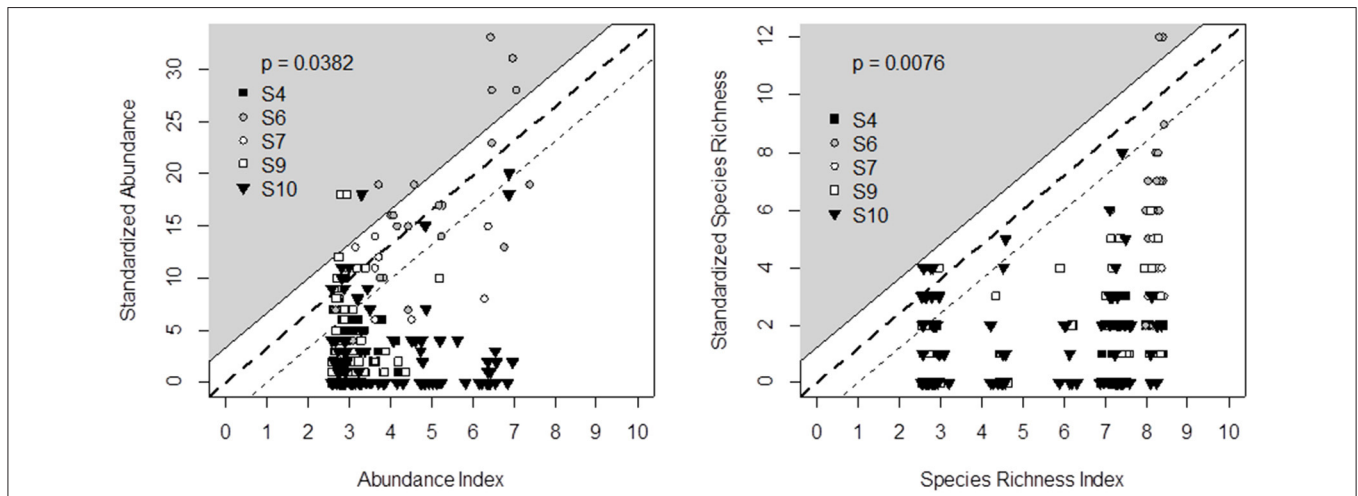 p = 0.0382
S4
S6
S7
S9
S10
Standardized Abundance
0 5 10 15 20 25 30
0 1 2 3 4 5 6 7 8 9 10
Abundance Index
p = 0.0076
S4
S6
S7
S9
S10
Standardized Species Richness
0 2 4 6 8 10 12
0 1 2 3 4 5 6 7 8 9 10
Species Richness Index